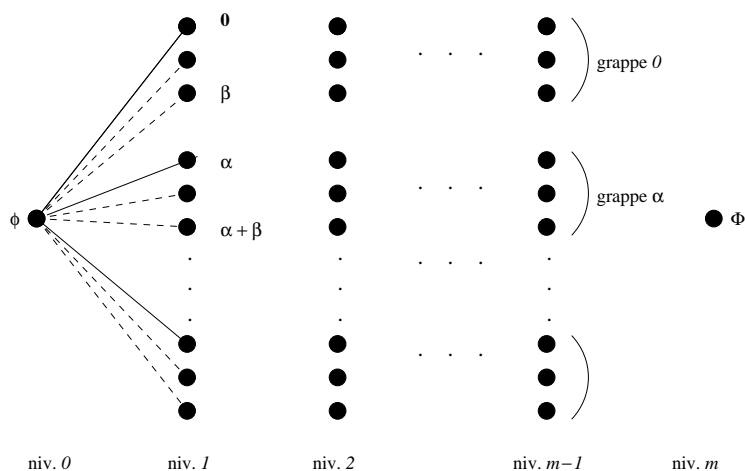 0
grappe 0
β
α
grappe α
ϕ
Φ
α + β
niv. 0 niv. 1 niv. 2 niv. m−1 niv. m